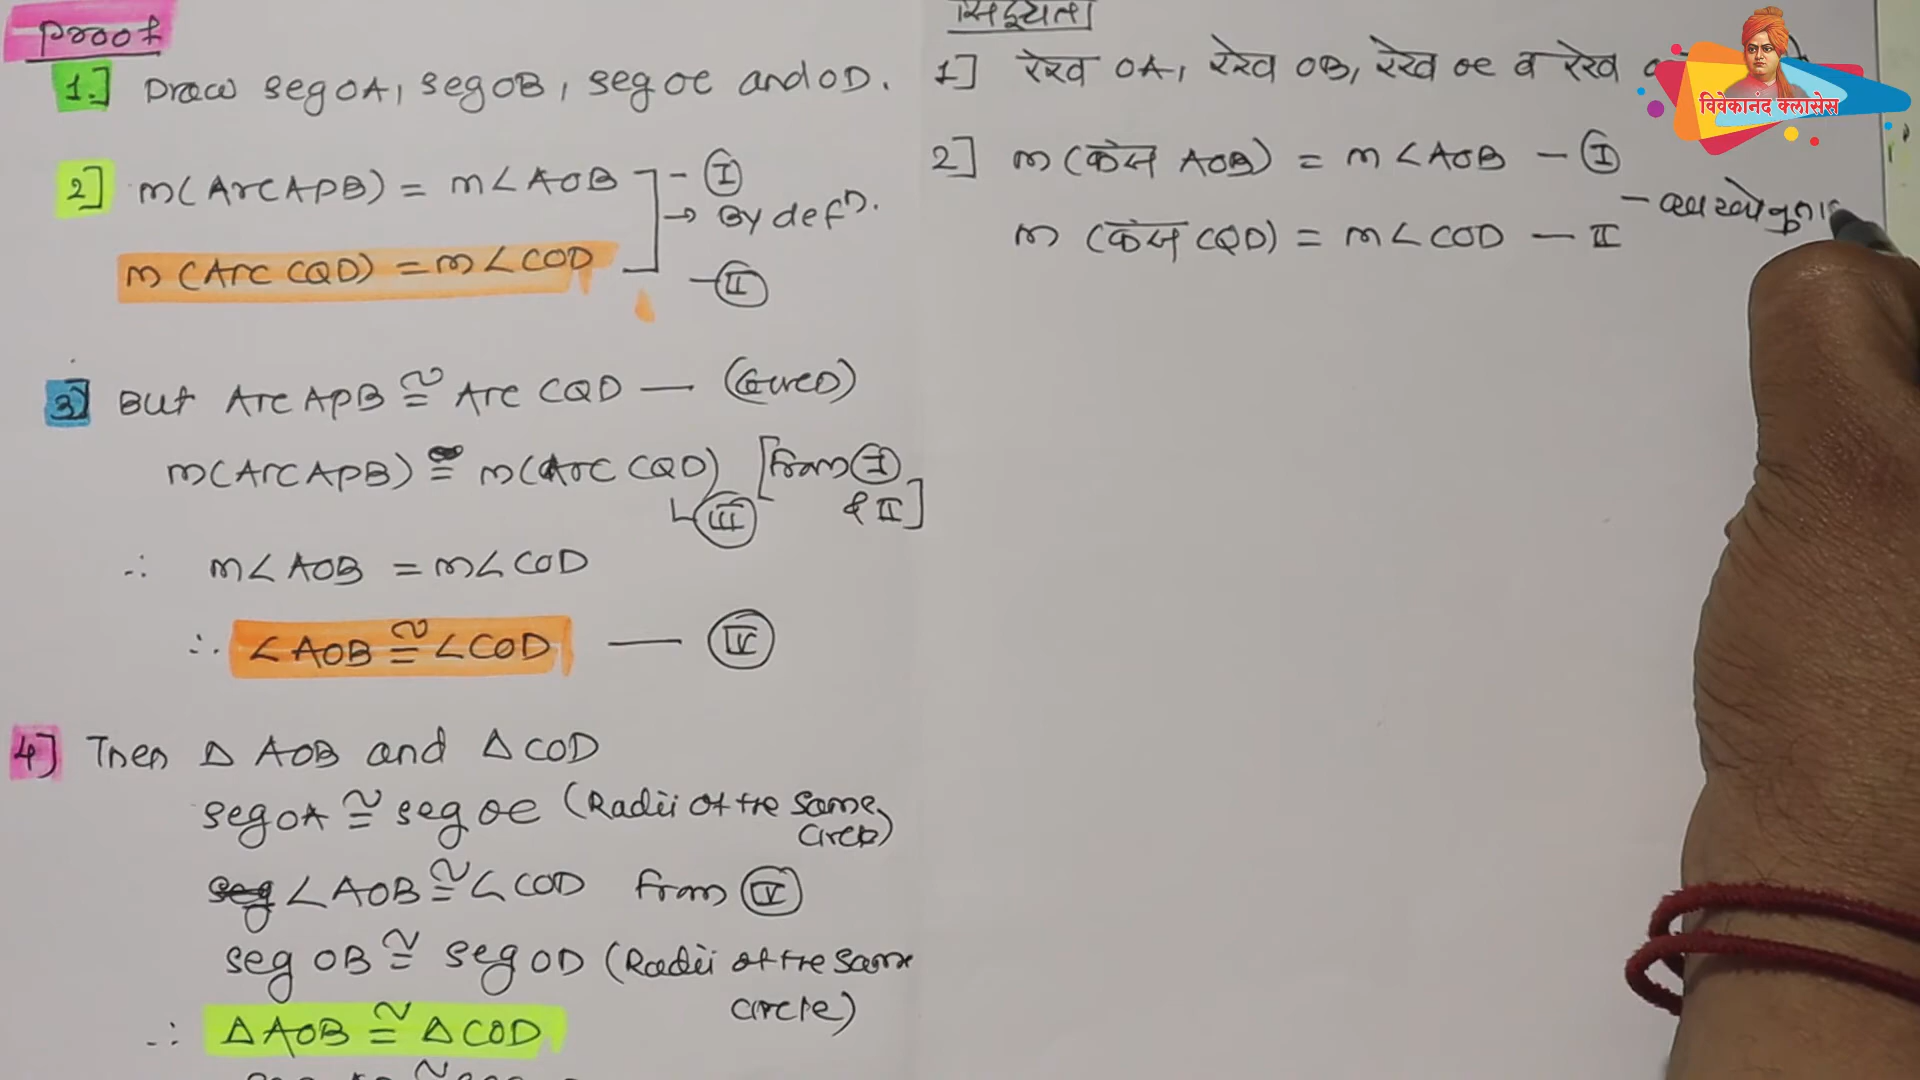 Proof
1.] Draw seg OA, seg OB, seg OC and OD.
2] m(Arc APB) = m∠AOB - Ⓘ
→ By defn.
m(Arc CQD) = m∠COD - Ⓘ︎Ⓘ
3] But Arc APB ≅ Arc CQD — (Given)
m(Arc APB) = m(Arc CQD) [From Ⓘ & II]
III
∴ m∠AOB = m∠COD
∴ ∠AOB ≅ ∠COD — IV
4] Then △ AOB and △ COD
seg OA ≅ seg OC (Radii of the same circle)
∠AOB ≅ ∠COD From IV
seg OB ≅ seg OD (Radii of the same circle)
∴ △AOB ≅ △COD
सिद्धता
1] रेख OA, रेख OB, रेख OC व रेख
2] m (कंस AOB) = m∠AOB - Ⓘ
m (कंस CQD) = m∠COD — II
विवेकानंद क्लासेस